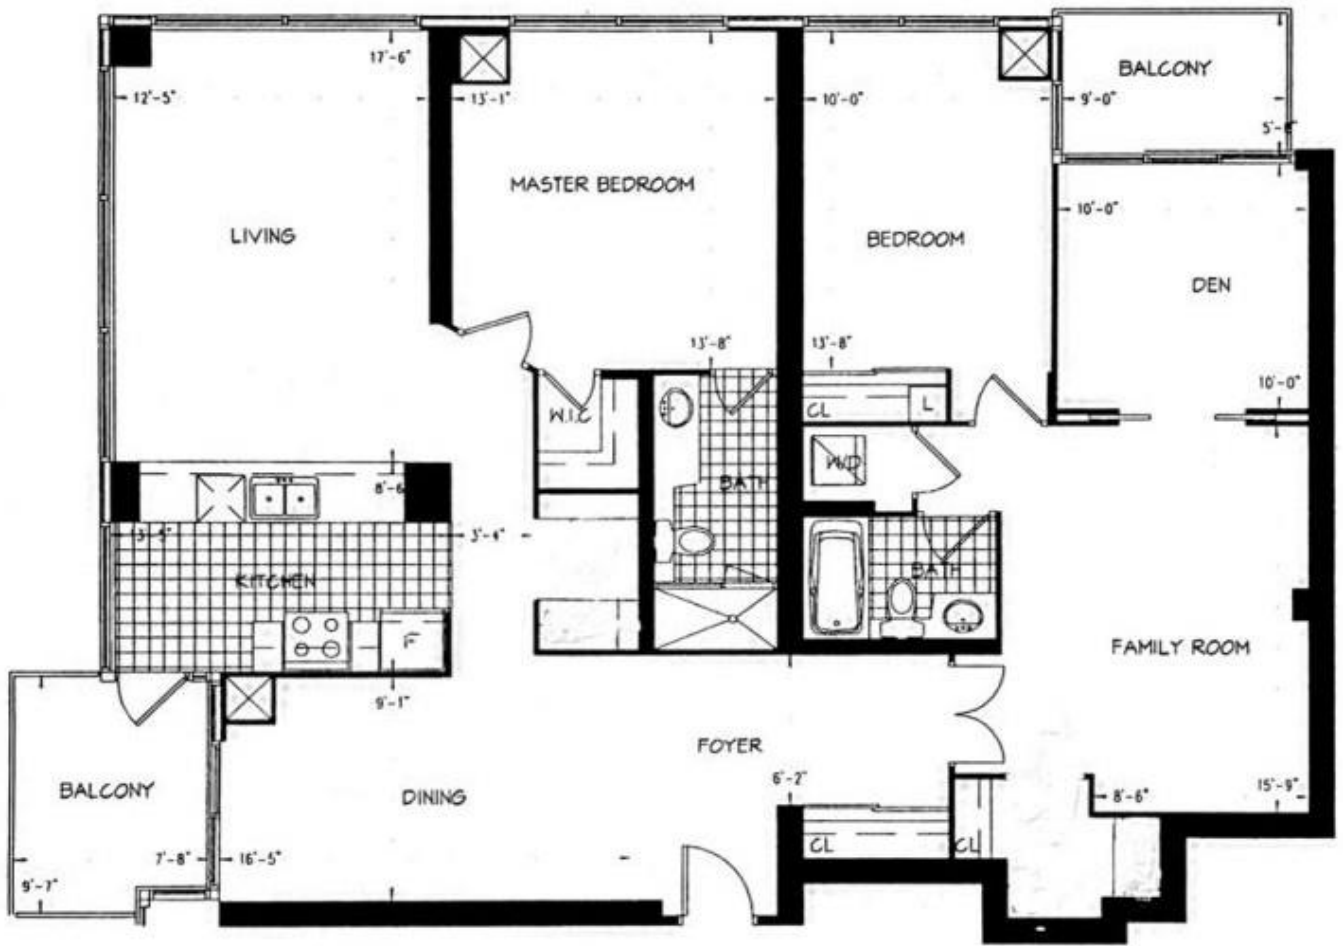 17'-6"
BALCONY
12'-5"
13'-1"
10'-0"
9'-0"
MASTER BEDROOM
10'-0"
LIVING
BEDROOM
DEN
13'-8"
13'-8"
10'-0"
W.I.C
CL
L
W/D
BATH
8'-6
3'-4"
KITCHEN
BATH
F
FAMILY ROOM
9'-1"
FOYER
6'-2"
BALCONY
DINING
8'-6"
15'-9"
CL
CL
7'-8"
16'-5"
9'-7"